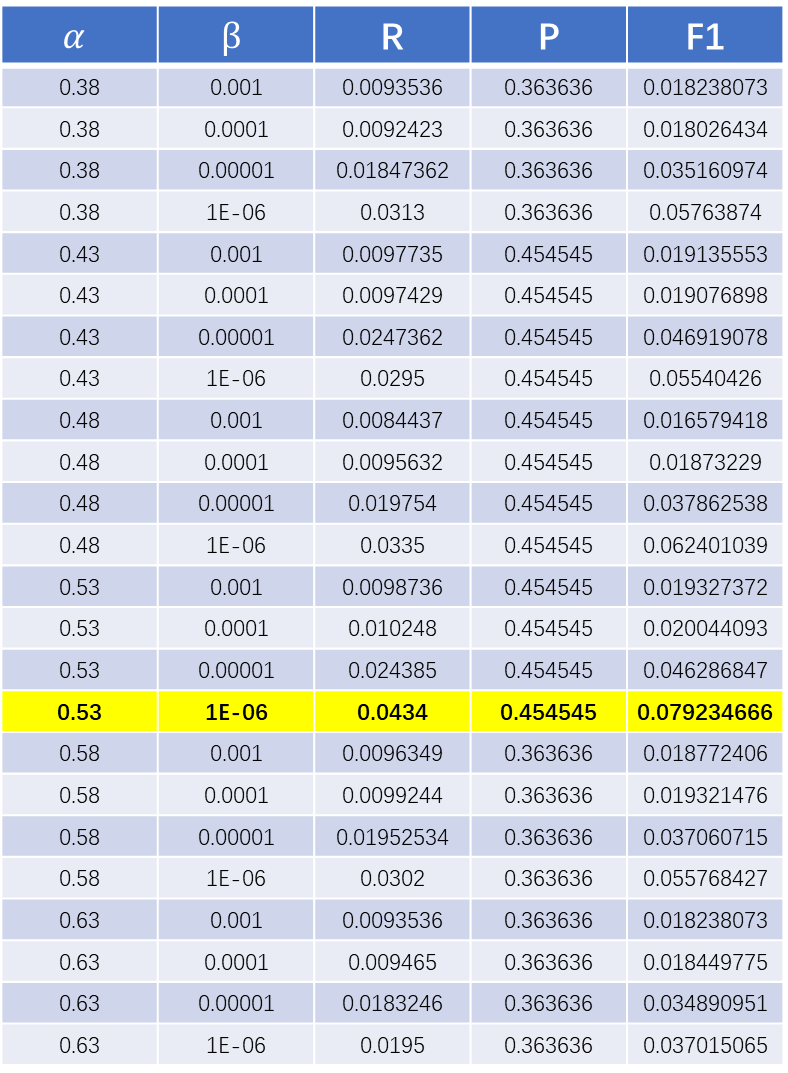 α β R P F1
0.38 0.001 0.0093536 0.363636 0.018238073
0.38 0.0001 0.0092423 0.363636 0.018026434
0.38 0.00001 0.01847362 0.363636 0.035160974
0.38 1E-06 0.0313 0.363636 0.05763874
0.43 0.001 0.0097735 0.454545 0.019135553
0.43 0.0001 0.0097429 0.454545 0.019076898
0.43 0.00001 0.0247362 0.454545 0.046919078
0.43 1E-06 0.0295 0.454545 0.05540426
0.48 0.001 0.0084437 0.454545 0.016579418
0.48 0.0001 0.0095632 0.454545 0.01873229
0.48 0.00001 0.019754 0.454545 0.037862538
0.48 1E-06 0.0335 0.454545 0.062401039
0.53 0.001 0.0098736 0.454545 0.019327372
0.53 0.0001 0.010248 0.454545 0.020044093
0.53 0.00001 0.024385 0.454545 0.046286847
0.53 1E-06 0.0434 0.454545 0.079234666
0.58 0.001 0.0096349 0.363636 0.018772406
0.58 0.0001 0.0099244 0.363636 0.019321476
0.58 0.00001 0.01952534 0.363636 0.037060715
0.58 1E-06 0.0302 0.363636 0.055768427
0.63 0.001 0.0093536 0.363636 0.018238073
0.63 0.0001 0.009465 0.363636 0.018449775
0.63 0.00001 0.0183246 0.363636 0.034890951
0.63 1E-06 0.0195 0.363636 0.037015065